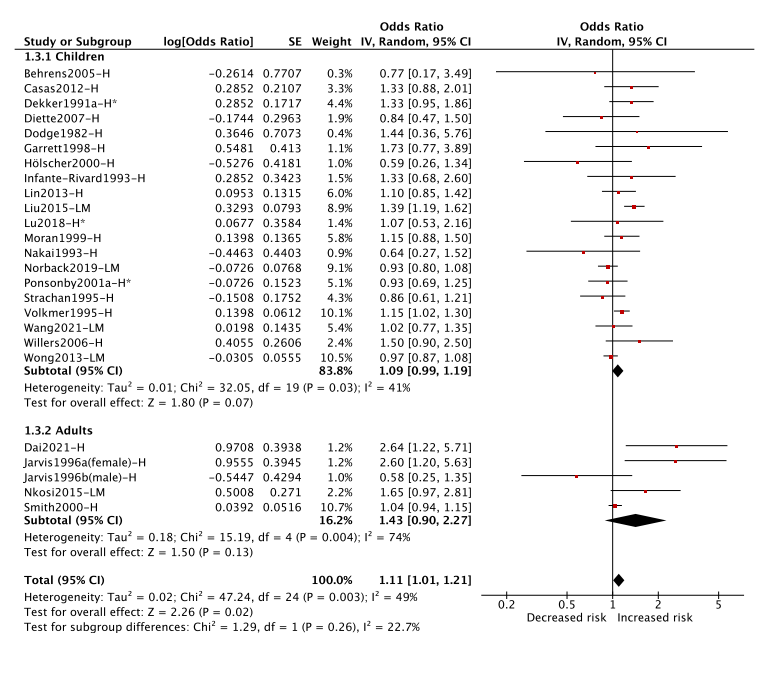 Odds Ratio Odds Ratio
Study or Subgroup log[Odds Ratio] SE Weight IV, Random, 95% CI IV, Random, 95% CI
1.3.1 Children
Behrens2005-H −0.2614 0.7707 0.3% 0.77 [0.17, 3.49]
Casas2012-H 0.2852 0.2107 3.3% 1.33 [0.88, 2.01]
Dekker1991a-H* 0.2852 0.1717 4.4% 1.33 [0.95, 1.86]
Diette2007-H −0.1744 0.2963 1.9% 0.84 [0.47, 1.50]
Dodge1982-H 0.3646 0.7073 0.4% 1.44 [0.36, 5.76]
Garrett1998-H 0.5481 0.413 1.1% 1.73 [0.77, 3.89]
Hölscher2000-H −0.5276 0.4181 1.0% 0.59 [0.26, 1.34]
Infante-Rivard1993-H 0.2852 0.3423 1.5% 1.33 [0.68, 2.60]
Lin2013-H 0.0953 0.1315 6.0% 1.10 [0.85, 1.42]
Liu2015-LM 0.3293 0.0793 8.9% 1.39 [1.19, 1.62]
Lu2018-H* 0.0677 0.3584 1.4% 1.07 [0.53, 2.16]
Moran1999-H 0.1398 0.1365 5.8% 1.15 [0.88, 1.50]
Nakai1993-H −0.4463 0.4403 0.9% 0.64 [0.27, 1.52]
Norback2019-LM −0.0726 0.0768 9.1% 0.93 [0.80, 1.08]
Ponsonby2001a-H* −0.0726 0.1523 5.1% 0.93 [0.69, 1.25]
Strachan1995-H −0.1508 0.1752 4.3% 0.86 [0.61, 1.21]
Volkmer1995-H 0.1398 0.0612 10.1% 1.15 [1.02, 1.30]
Wang2021-LM 0.0198 0.1435 5.4% 1.02 [0.77, 1.35]
Willers2006-H 0.4055 0.2606 2.4% 1.50 [0.90, 2.50]
Wong2013-LM −0.0305 0.0555 10.5% 0.97 [0.87, 1.08]
Subtotal (95% CI) 83.8% 1.09 [0.99, 1.19]
Heterogeneity: Tau² = 0.01; Chi² = 32.05, df = 19 (P = 0.03); I² = 41%
Test for overall effect: Z = 1.80 (P = 0.07)
1.3.2 Adults
Dai2021-H 0.9708 0.3938 1.2% 2.64 [1.22, 5.71]
Jarvis1996a(female)-H 0.9555 0.3945 1.2% 2.60 [1.20, 5.63]
Jarvis1996b(male)-H −0.5447 0.4294 1.0% 0.58 [0.25, 1.35]
Nkosi2015-LM 0.5008 0.271 2.2% 1.65 [0.97, 2.81]
Smith2000-H 0.0392 0.0516 10.7% 1.04 [0.94, 1.15]
Subtotal (95% CI) 16.2% 1.43 [0.90, 2.27]
Heterogeneity: Tau² = 0.18; Chi² = 15.19, df = 4 (P = 0.004); I² = 74%
Test for overall effect: Z = 1.50 (P = 0.13)
Total (95% CI) 100.0% 1.11 [1.01, 1.21]
Heterogeneity: Tau² = 0.02; Chi² = 47.24, df = 24 (P = 0.003); I² = 49%
Test for overall effect: Z = 2.26 (P = 0.02)
Test for subgroup differences: Chi² = 1.29, df = 1 (P = 0.26), I² = 22.7%
0.2 0.5 1 2 5
Decreased risk Increased risk